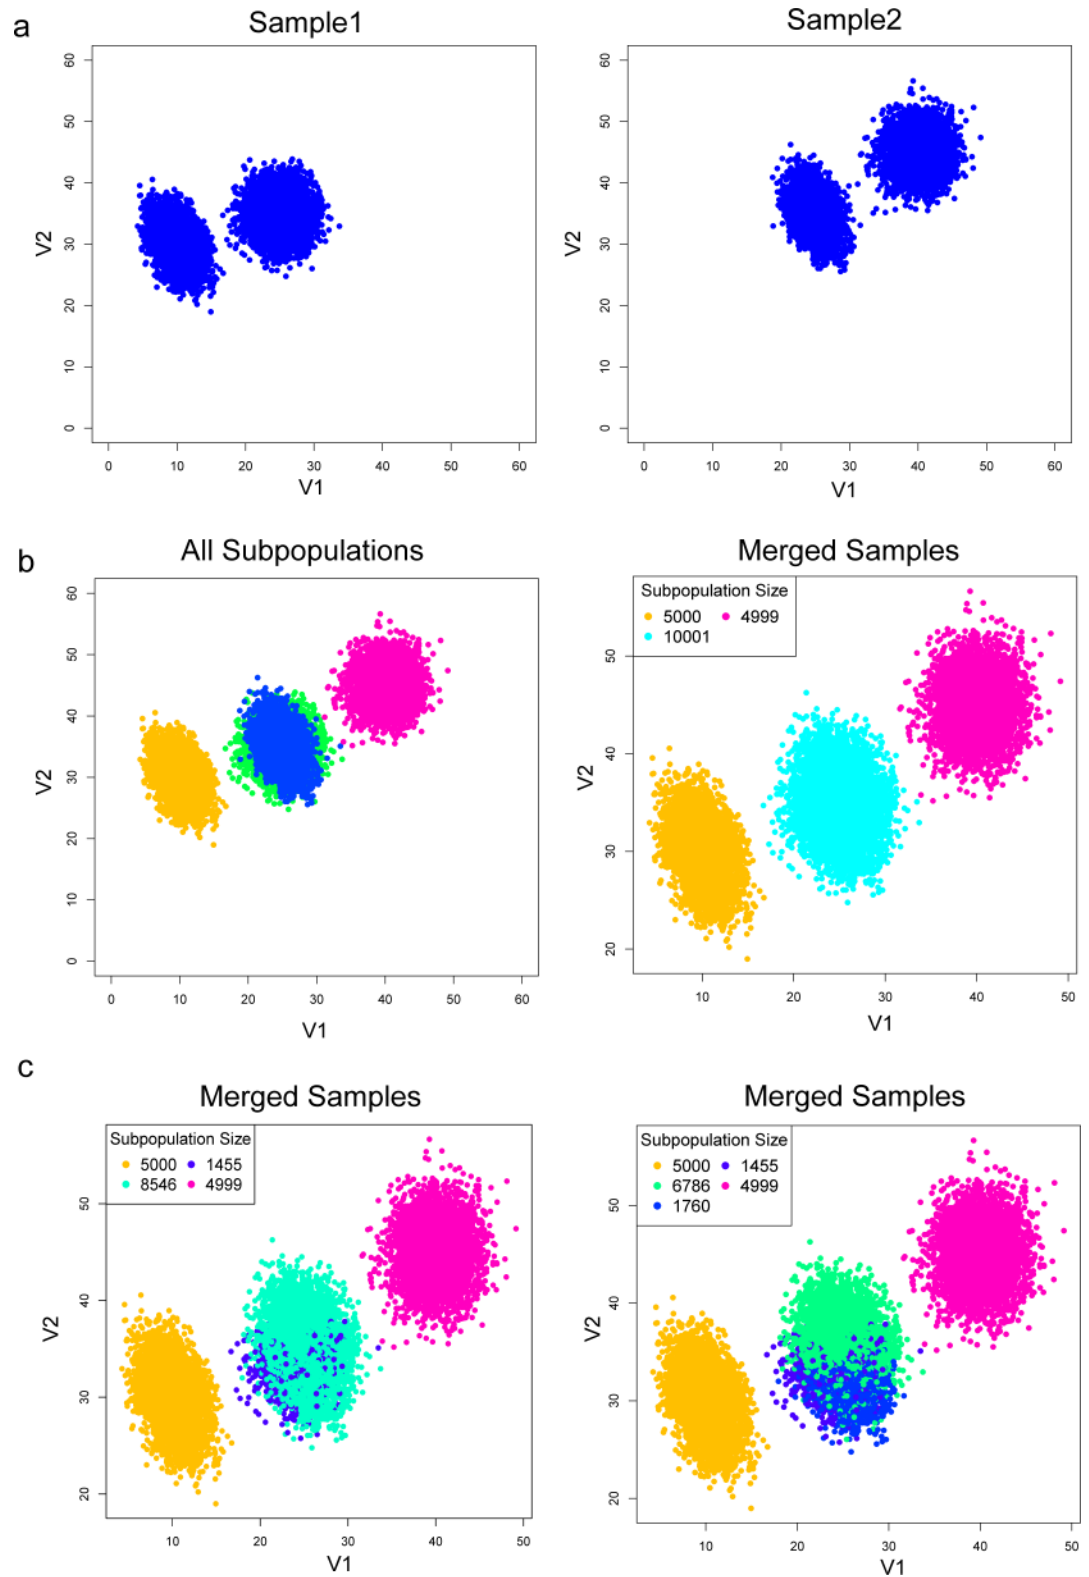 a
Sample1
Sample2
60
50
40
30
20
10
0
V2
0 10 20 30 40 50 60
V1
60
50
40
30
20
10
0
V2
0 10 20 30 40 50 60
V1
b
All Subpopulations
Merged Samples
60
50
40
30
20
10
0
V2
0 10 20 30 40 50 60
V1
Subpopulation Size
5000 4999
10001
50
40
30
20
V2
10 20 30 40 50
V1
c
Merged Samples
Merged Samples
Subpopulation Size
5000 1455
8546 4999
50
40
30
20
V2
10 20 30 40 50
V1
Subpopulation Size
5000 1455
6786 4999
1760
50
40
30
20
V2
10 20 30 40 50
V1